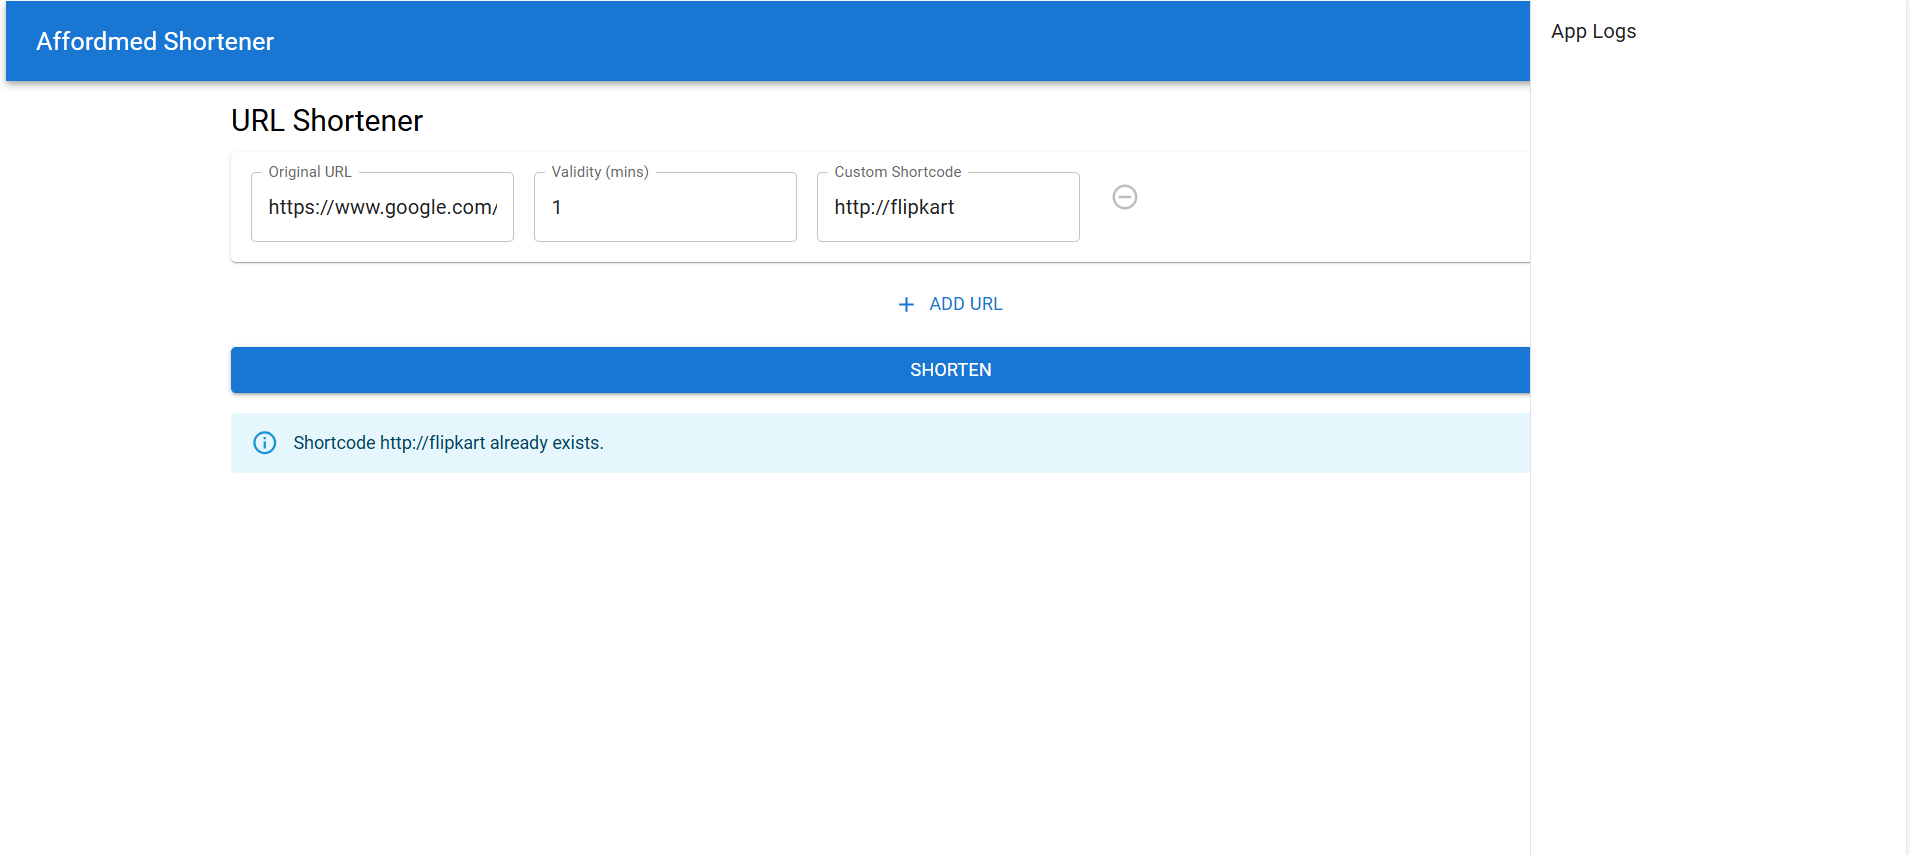 Affordmed Shortener
App Logs
URL Shortener
Original URL
https://www.google.com/
Validity (mins)
1
Custom Shortcode
http://flipkart
ADD URL
SHORTEN
Shortcode http://flipkart already exists.